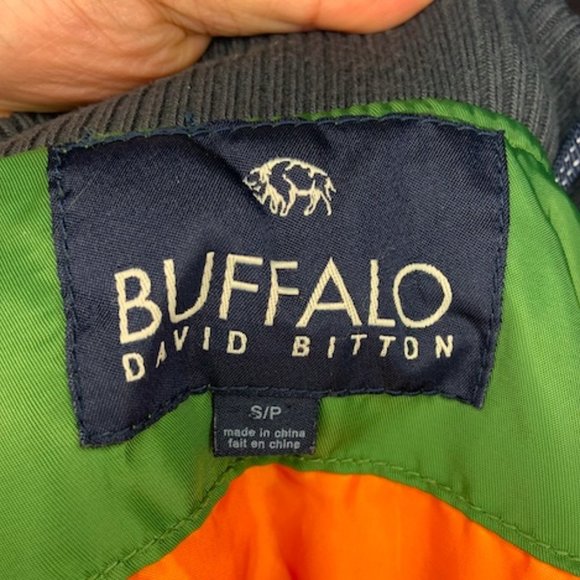 BUFFALO
DAVID BITTON
S/P
made in china
fait en chine